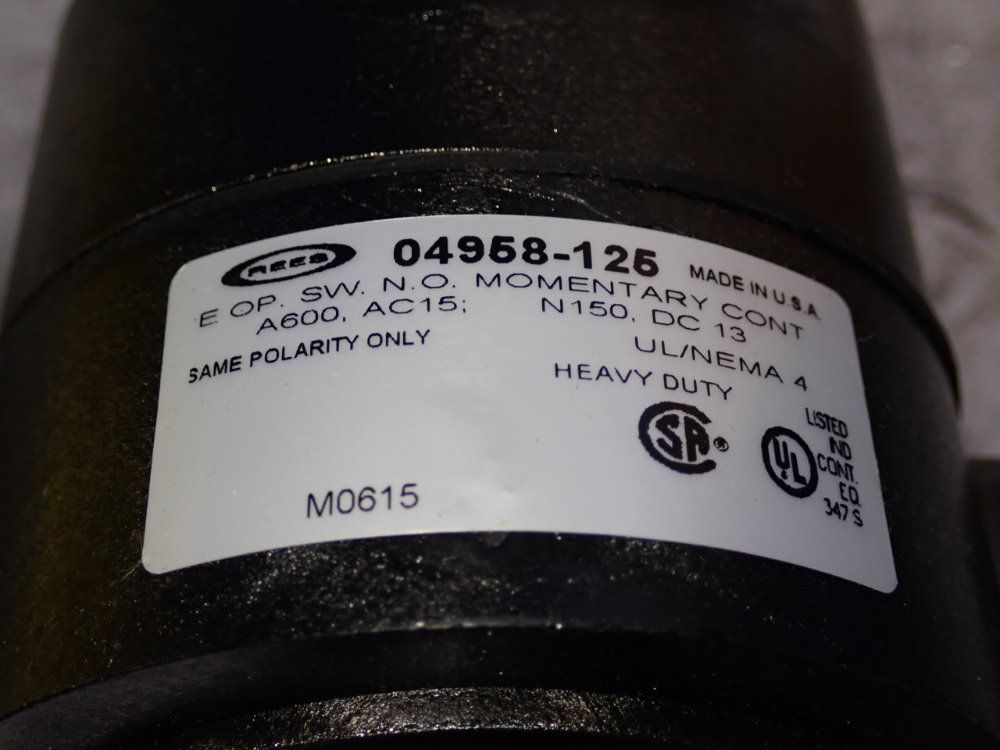 REES 04958-125 MADE IN U.S.A.
E OP. SW. N.O. MOMENTARY CONT
A600, AC15; N150, DC 13
SAME POLARITY ONLY UL/NEMA 4
HEAVY DUTY
SA ®
UL
LISTED
IND
CONT.
EQ.
347 S
M0615